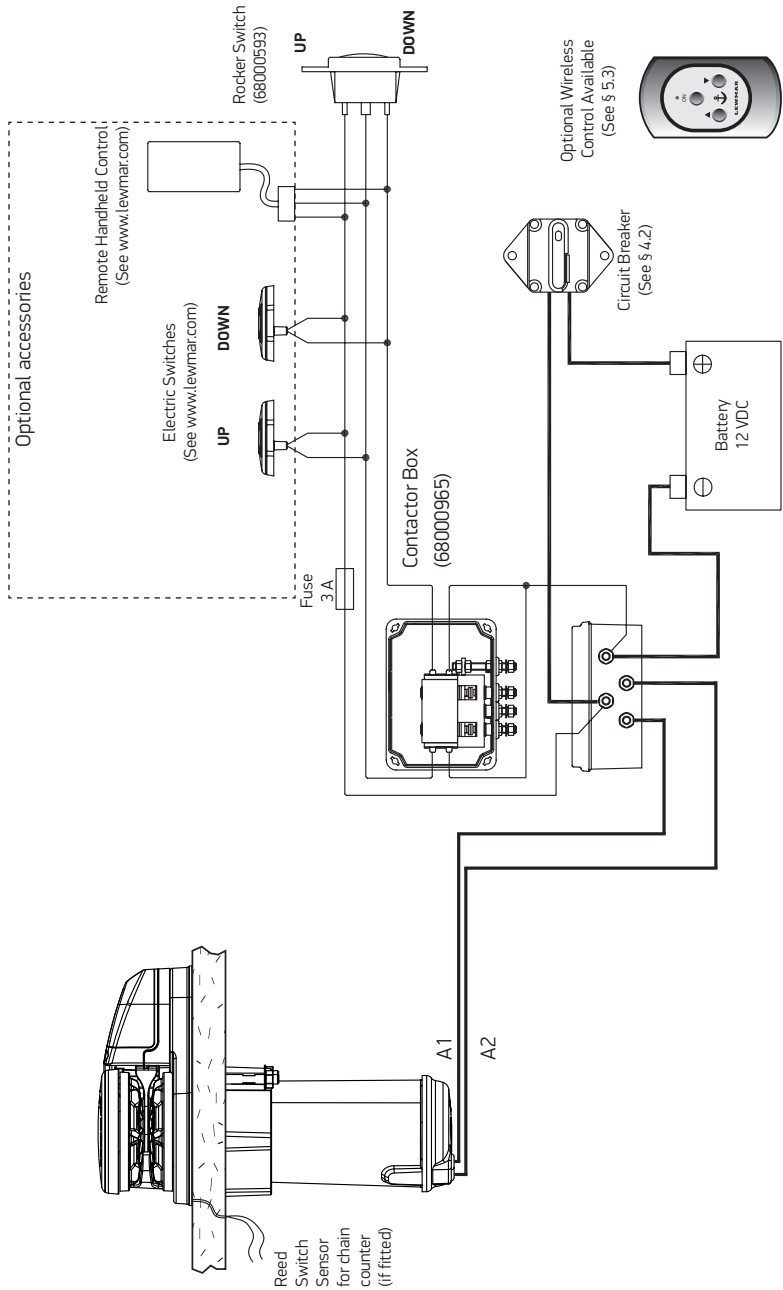 Optional accessories
Remote Handheld Control
(See www.lewmar.com)
Electric Switches
(See www.lewmar.com)
UP
DOWN
Rocker Switch
(68000593)
UP
DOWN
Fuse
3 A
Contactor Box
(68000965)
Optional Wireless
Control Available
(See § 5.3)
ON
LEWMAR
Circuit Breaker
(See § 4.2)
Battery
12 VDC
A1
A2
Reed
Switch
Sensor
for chain
counter
(if fitted)